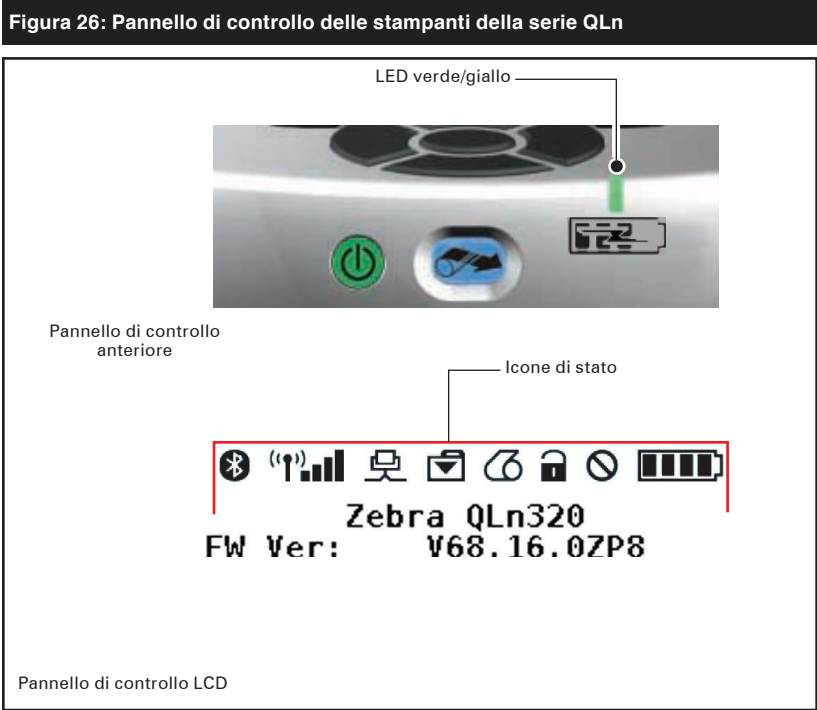 Figura 26: Pannello di controllo delle stampanti della serie QLn
LED verde/giallo
Pannello di controllo
anteriore
Icone di stato
Zebra QLn320
FW Ver: V68.16.0ZP8
Pannello di controllo LCD